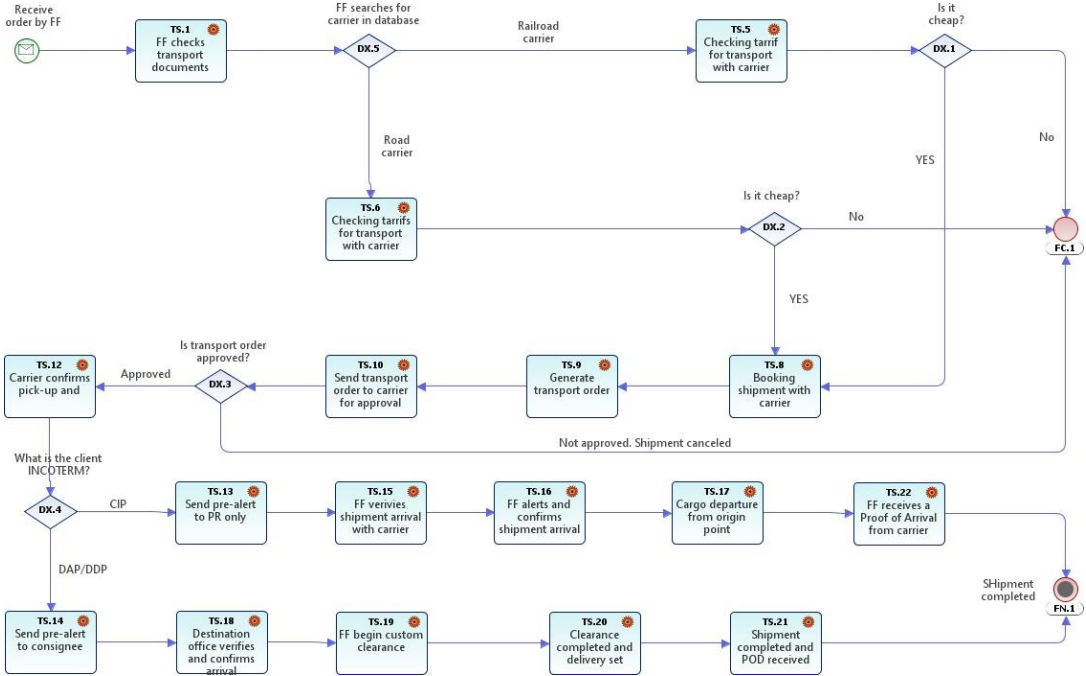 Receive
order by FF
TS.1
FF checks
transport
documents
FF searches for
carrier in database
DX.5
Railroad
carrier
TS.5
Checking tarrif
for transport
with carrier
Is it
cheap?
DX.1
No
YES
Road
carrier
TS.6
Checking tarrifs
for transport
with carrier
Is it cheap?
DX.2
No
FC.1
YES
TS.12
Carrier confirms
pick-up and
Approved
Is transport order
approved?
DX.3
TS.10
Send transport
order to carrier
for approval
TS.9
Generate
transport order
TS.8
Booking
shipment with
carrier
Not approved. Shipment canceled
What is the client
INCOTERM?
DX.4
CIP
TS.13
Send pre-alert
to PR only
TS.15
FF verivies
shipment arrival
with carrier
TS.16
FF alerts and
confirms
shipment arrival
TS.17
Cargo departure
from origin
point
TS.22
FF receives a
Proof of Arrival
from carrier
DAP/DDP
SHipment
completed
FN.1
TS.14
Send pre-alert
to consignee
TS.18
Destination
office verifies
and confirms
arrival
TS.19
FF begin custom
clearance
TS.20
Clearance
completed and
delivery set
TS.21
Shipment
completed and
POD received